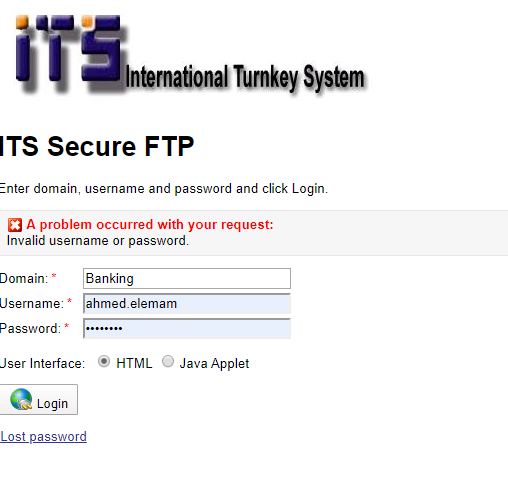 iTS International Turnkey System
ITS Secure FTP
Enter domain, username and password and click Login.
A problem occurred with your request:
Invalid username or password.
Domain: * Banking
Username: * ahmed.elemam
Password: * ••••••••
User Interface: HTML Java Applet
Login
Lost password